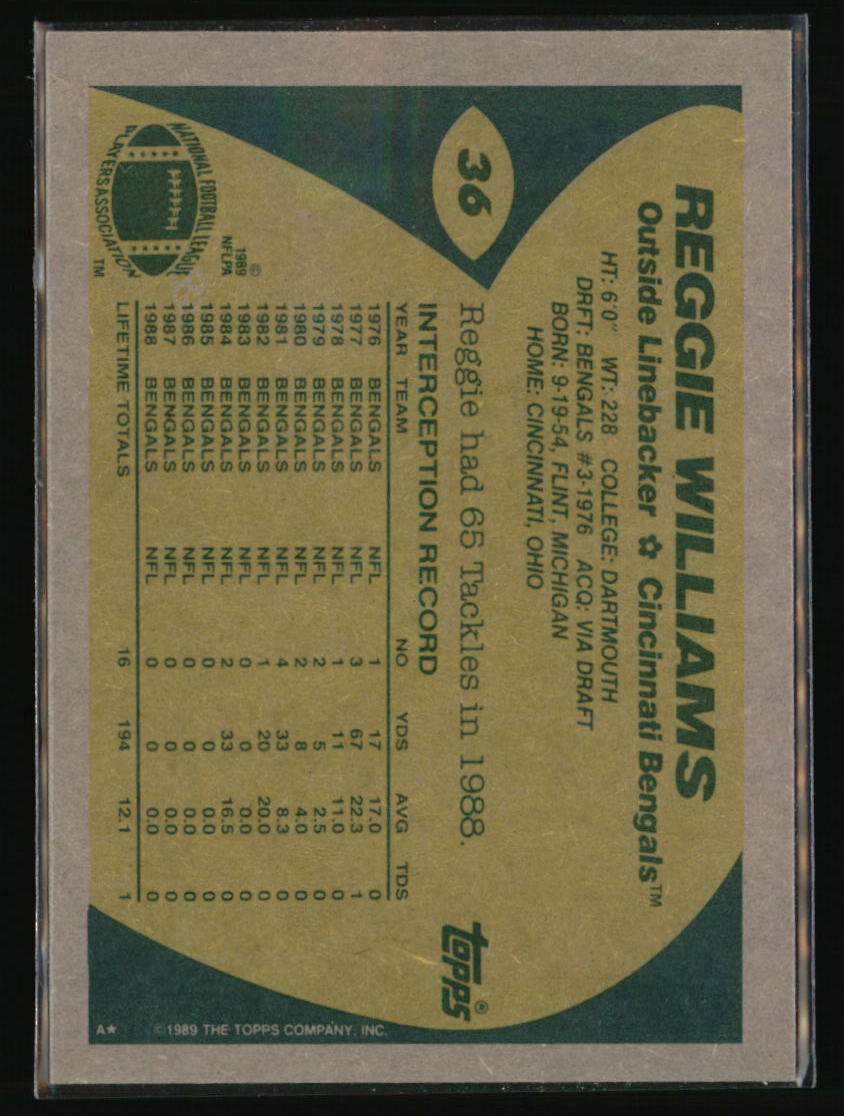 36
REGGIE WILLIAMS
Outside Linebacker ✿ Cincinnati Bengals™
HT: 6'0" WT: 228 COLLEGE: DARTMOUTH
DRFT: BENGALS #3-1976 ACQ: VIA DRAFT
BORN: 9-19-54, FLINT, MICHIGAN
HOME: CINCINNATI, OHIO
Reggie had 65 Tackles in 1988.
topps®
INTERCEPTION RECORD
YEAR TEAM NO YDS AVG TDS
1976 BENGALS NFL 1 17 17.0 0
1977 BENGALS NFL 3 67 22.3 1
1978 BENGALS NFL 1 11 11.0 0
1979 BENGALS NFL 2 5 2.5 0
1980 BENGALS NFL 2 8 4.0 0
1981 BENGALS NFL 4 33 8.3 0
1982 BENGALS NFL 1 20 20.0 0
1983 BENGALS NFL 0 0 0.0 0
1984 BENGALS NFL 2 33 16.5 0
1985 BENGALS NFL 0 0 0.0 0
1986 BENGALS NFL 0 0 0.0 0
1987 BENGALS NFL 0 0 0.0 0
1988 BENGALS NFL 0 0 0.0 0
LIFETIME TOTALS 16 194 12.1 1
©
1989
NFLPA
NATIONAL FOOTBALL LEAGUE
PLAYERS ASSOCIATION
TM
A* ©1989 THE TOPPS COMPANY, INC.